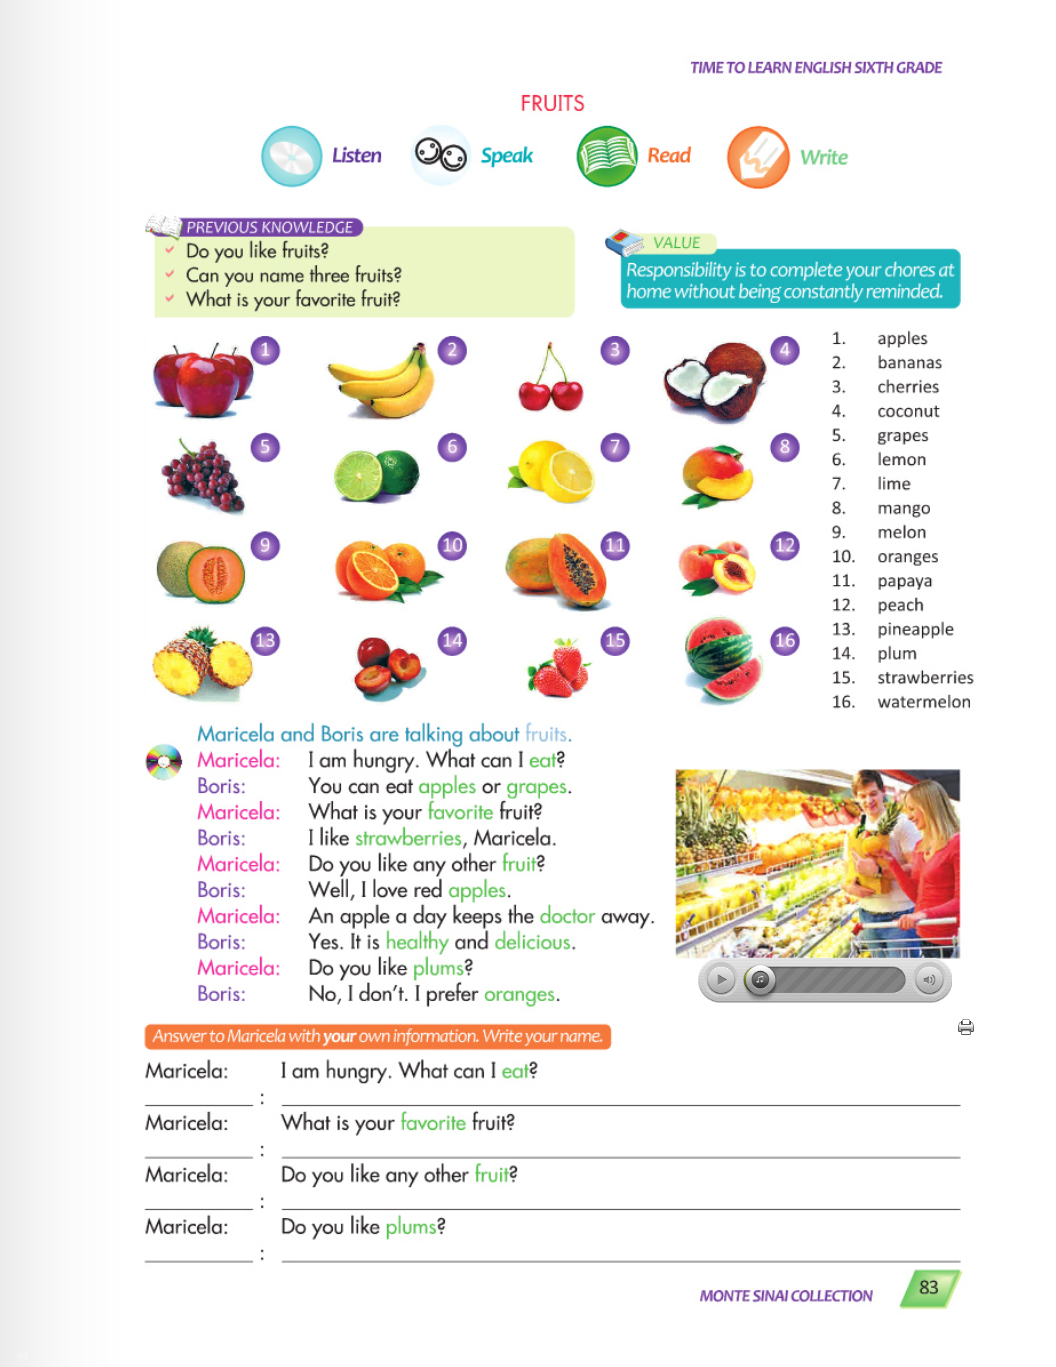 TIME TO LEARN ENGLISH SIXTH GRADE
FRUITS
Listen
Speak
Read
Write
PREVIOUS KNOWLEDGE
Do you like fruits?
Can you name three fruits?
What is your favorite fruit?
VALUE
Responsibility is to complete your chores at
home without being constantly reminded.
1
2
3
4
5
6
7
8
9
10
11
12
13
14
15
16
1. apples
2. bananas
3. cherries
4. coconut
5. grapes
6. lemon
7. lime
8. mango
9. melon
10. oranges
11. papaya
12. peach
13. pineapple
14. plum
15. strawberries
16. watermelon
Maricela and Boris are talking about fruits.
Maricela: I am hungry. What can I eat?
Boris: You can eat apples or grapes.
Maricela: What is your favorite fruit?
Boris: I like strawberries, Maricela.
Maricela: Do you like any other fruit?
Boris: Well, I love red apples.
Maricela: An apple a day keeps the doctor away.
Boris: Yes. It is healthy and delicious.
Maricela: Do you like plums?
Boris: No, I don't. I prefer oranges.
Answer to Maricela with your own information. Write your name.
Maricela: I am hungry. What can I eat?
:
Maricela: What is your favorite fruit?
:
Maricela: Do you like any other fruit?
:
Maricela: Do you like plums?
:
MONTE SINAI COLLECTION
83